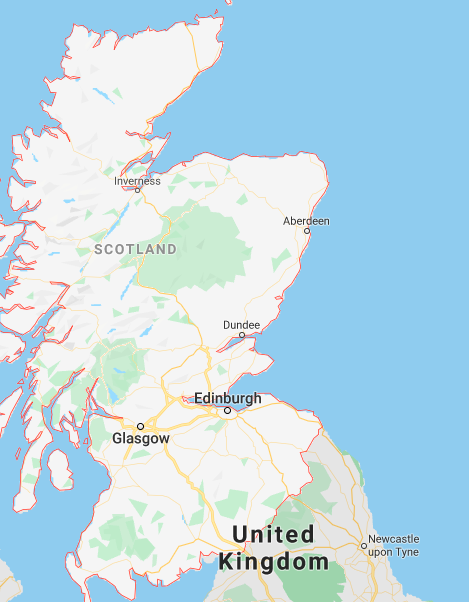 Inverness
Aberdeen
SCOTLAND
Dundee
Edinburgh
Glasgow
United
Kingdom
Newcastle
upon Tyne